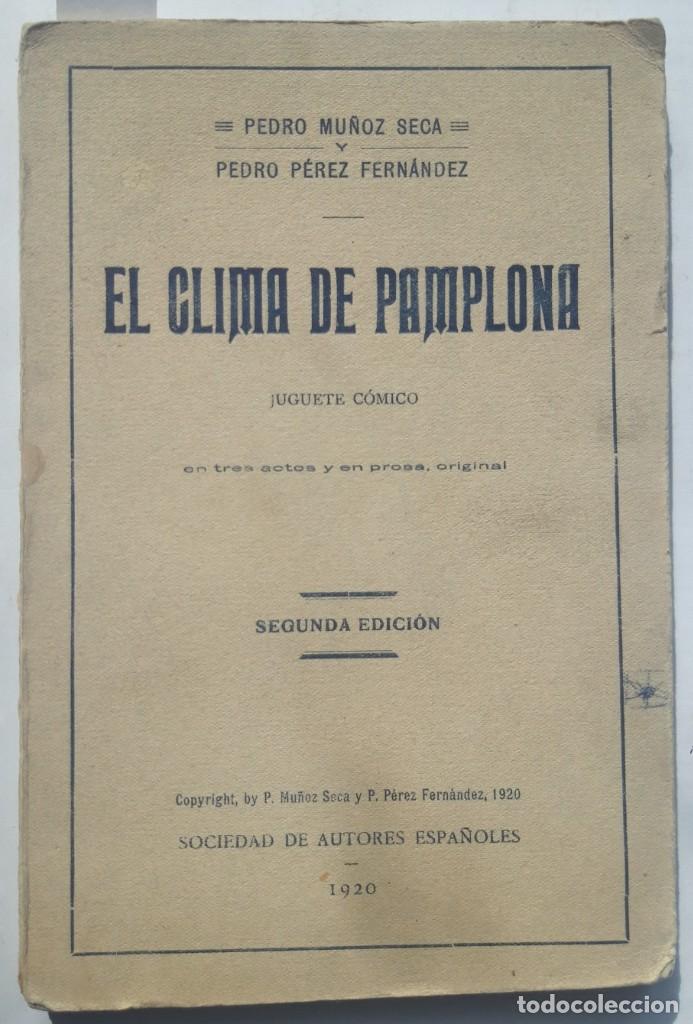 PEDRO MUÑOZ SECA
Y
PEDRO PÉREZ FERNÁNDEZ
EL CLIMA DE PAMPLONA
JUGUETE CÓMICO
en tres actos y en prosa, original
SEGUNDA EDICIÓN
Copyright, by P. Muñoz Seca y P. Pérez Fernández, 1920
SOCIEDAD DE AUTORES ESPAÑOLES
1920
todocoleccion